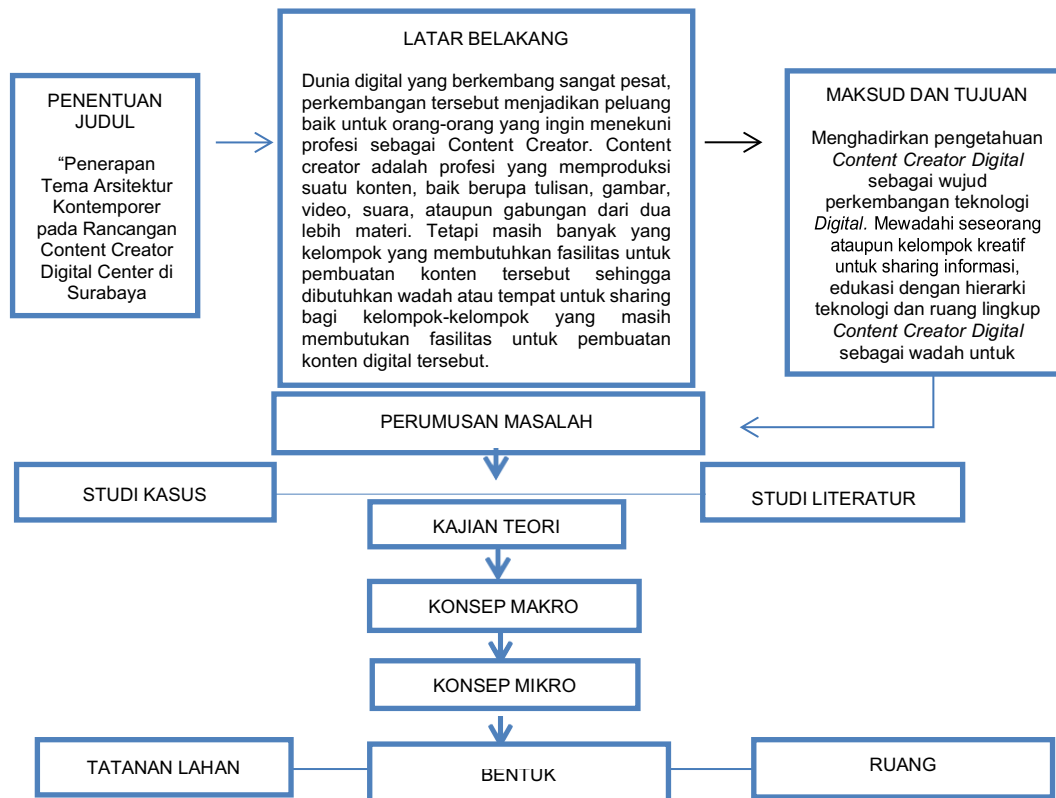 PENENTUAN
JUDUL
“Penerapan
Tema Arsitektur
Kontemporer
pada Rancangan
Content Creator
Digital Center di
Surabaya
LATAR BELAKANG
Dunia digital yang berkembang sangat pesat,
perkembangan tersebut menjadikan peluang
baik untuk orang-orang yang ingin menekuni
profesi sebagai Content Creator. Content
creator adalah profesi yang memproduksi
suatu konten, baik berupa tulisan, gambar,
video, suara, ataupun gabungan dari dua
lebih materi. Tetapi masih banyak yang
kelompok yang membutuhkan fasilitas untuk
pembuatan konten tersebut sehingga
dibutuhkan wadah atau tempat untuk sharing
bagi kelompok-kelompok yang masih
membutukan fasilitas untuk pembuatan
konten digital tersebut.
MAKSUD DAN TUJUAN
Menghadirkan pengetahuan
Content Creator Digital
sebagai wujud
perkembangan teknologi
Digital. Mewadahi seseorang
ataupun kelompok kreatif
untuk sharing informasi,
edukasi dengan hierarki
teknologi dan ruang lingkup
Content Creator Digital
sebagai wadah untuk
PERUMUSAN MASALAH
STUDI KASUS
STUDI LITERATUR
KAJIAN TEORI
KONSEP MAKRO
KONSEP MIKRO
TATANAN LAHAN
BENTUK
RUANG